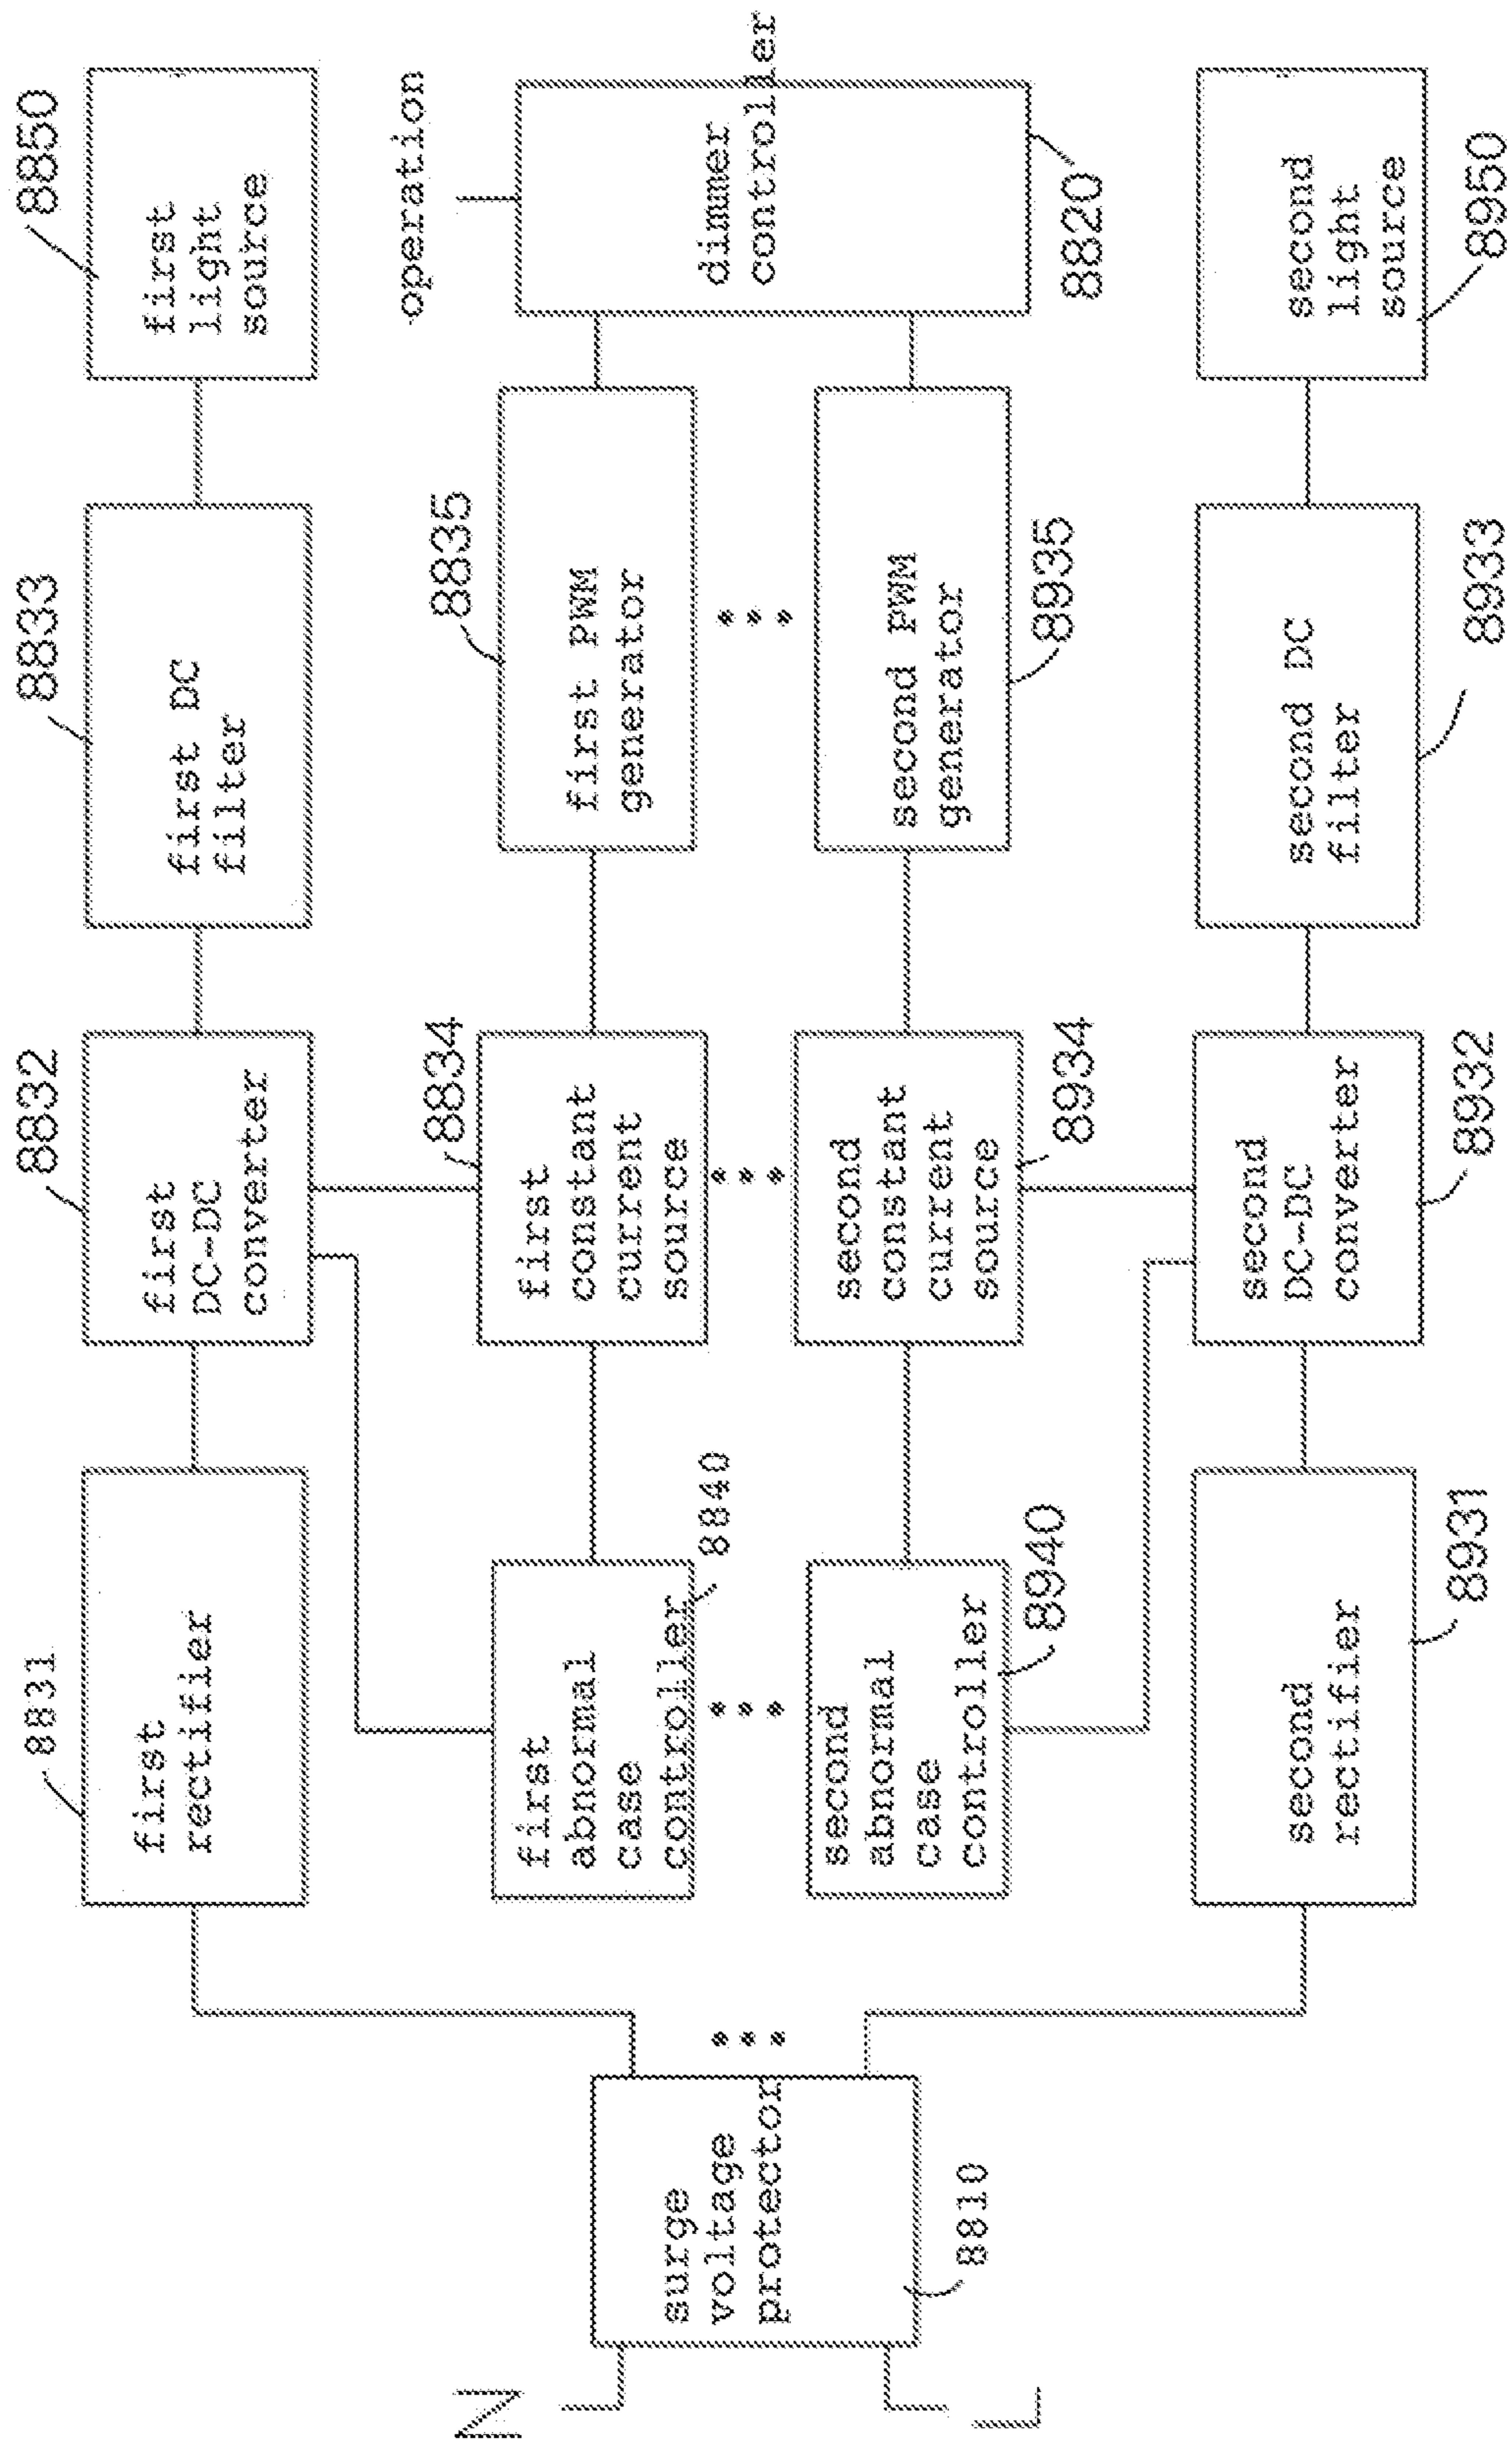 8831
first
rectifier
8832
first
DC-DC
converter
8833
first DC
filter
8850
first
light
source
operation
8840
first
abnormal
case
controller
8834
first
constant
current
source
8835
first PWM
generator
dimmer
controller
8820
N
L
surge
voltage
protector
8810
second
abnormal
case
controller
8940
second
constant
current
source
8934
second PWM
generator
8935
second
rectifier
8931
second
DC-DC
converter
8932
second DC
filter
8933
second
light
source
8950